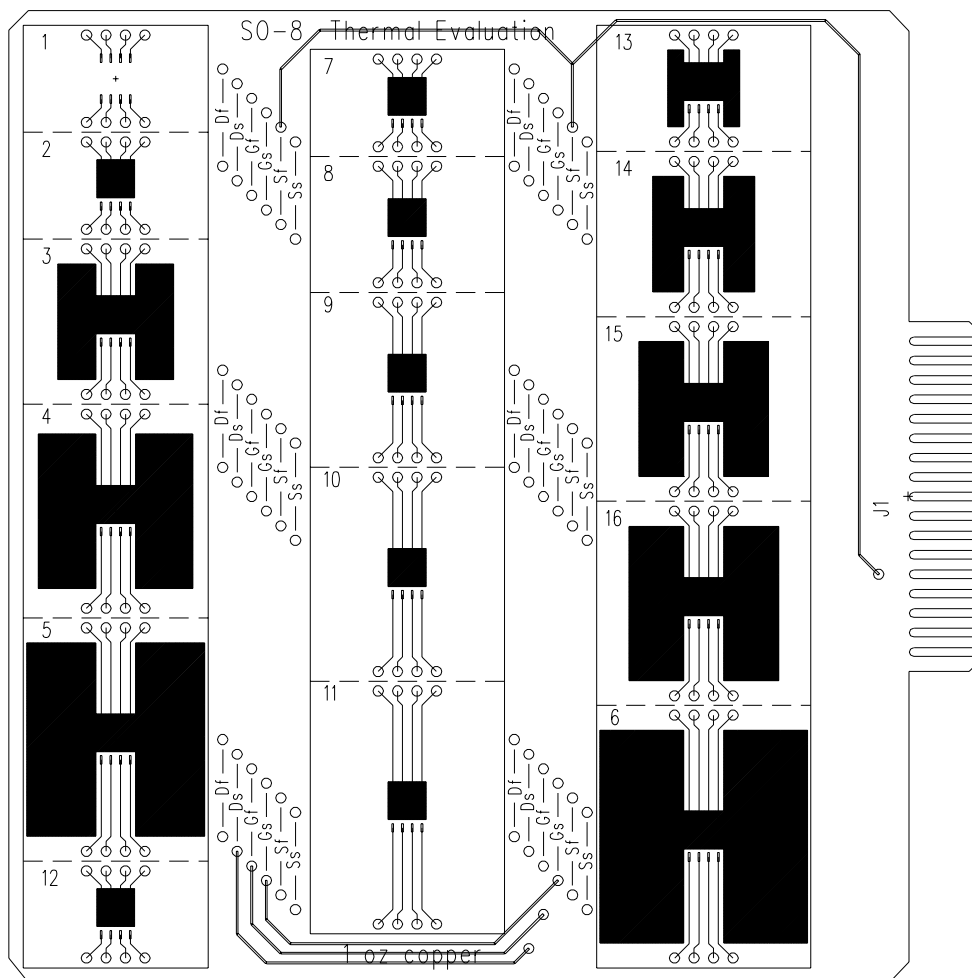 SO-8 Thermal Evaluation
1
2
3
4
5
12
Df
Ds
Gf
Gs
Sf
Ss
Df
Ds
Gf
Gs
Sf
Ss
Df
Ds
Gf
Gs
Sf
Ss
7
8
9
10
11
Df
Ds
Gf
Gs
Sf
Ss
Df
Ds
Gf
Gs
Sf
Ss
Df
Ds
Gf
Gs
Sf
Ss
13
14
15
16
6
J1
1 oz copper